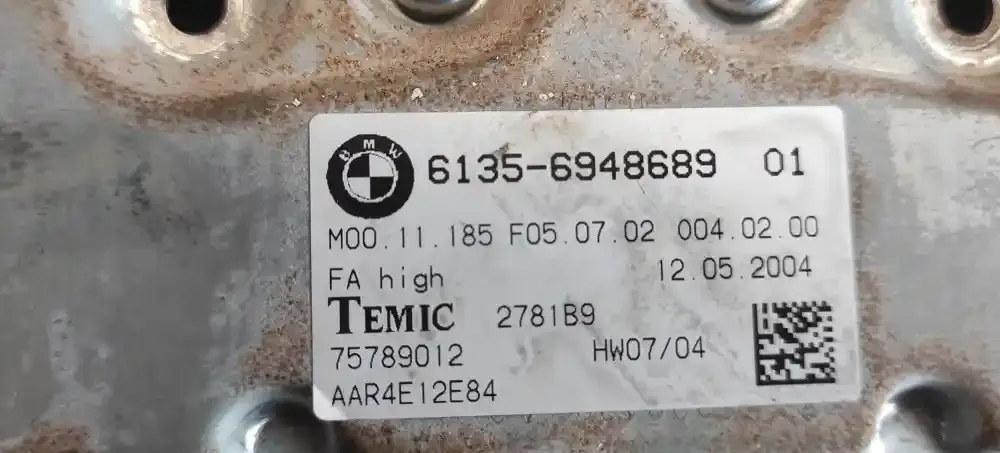 BMW
6135-6948689 01
M00.11.185 F05.07.02 004.02.00
FA high 12.05.2004
TEMIC 2781B9
75789012 HW07/04
AAR4E12E84